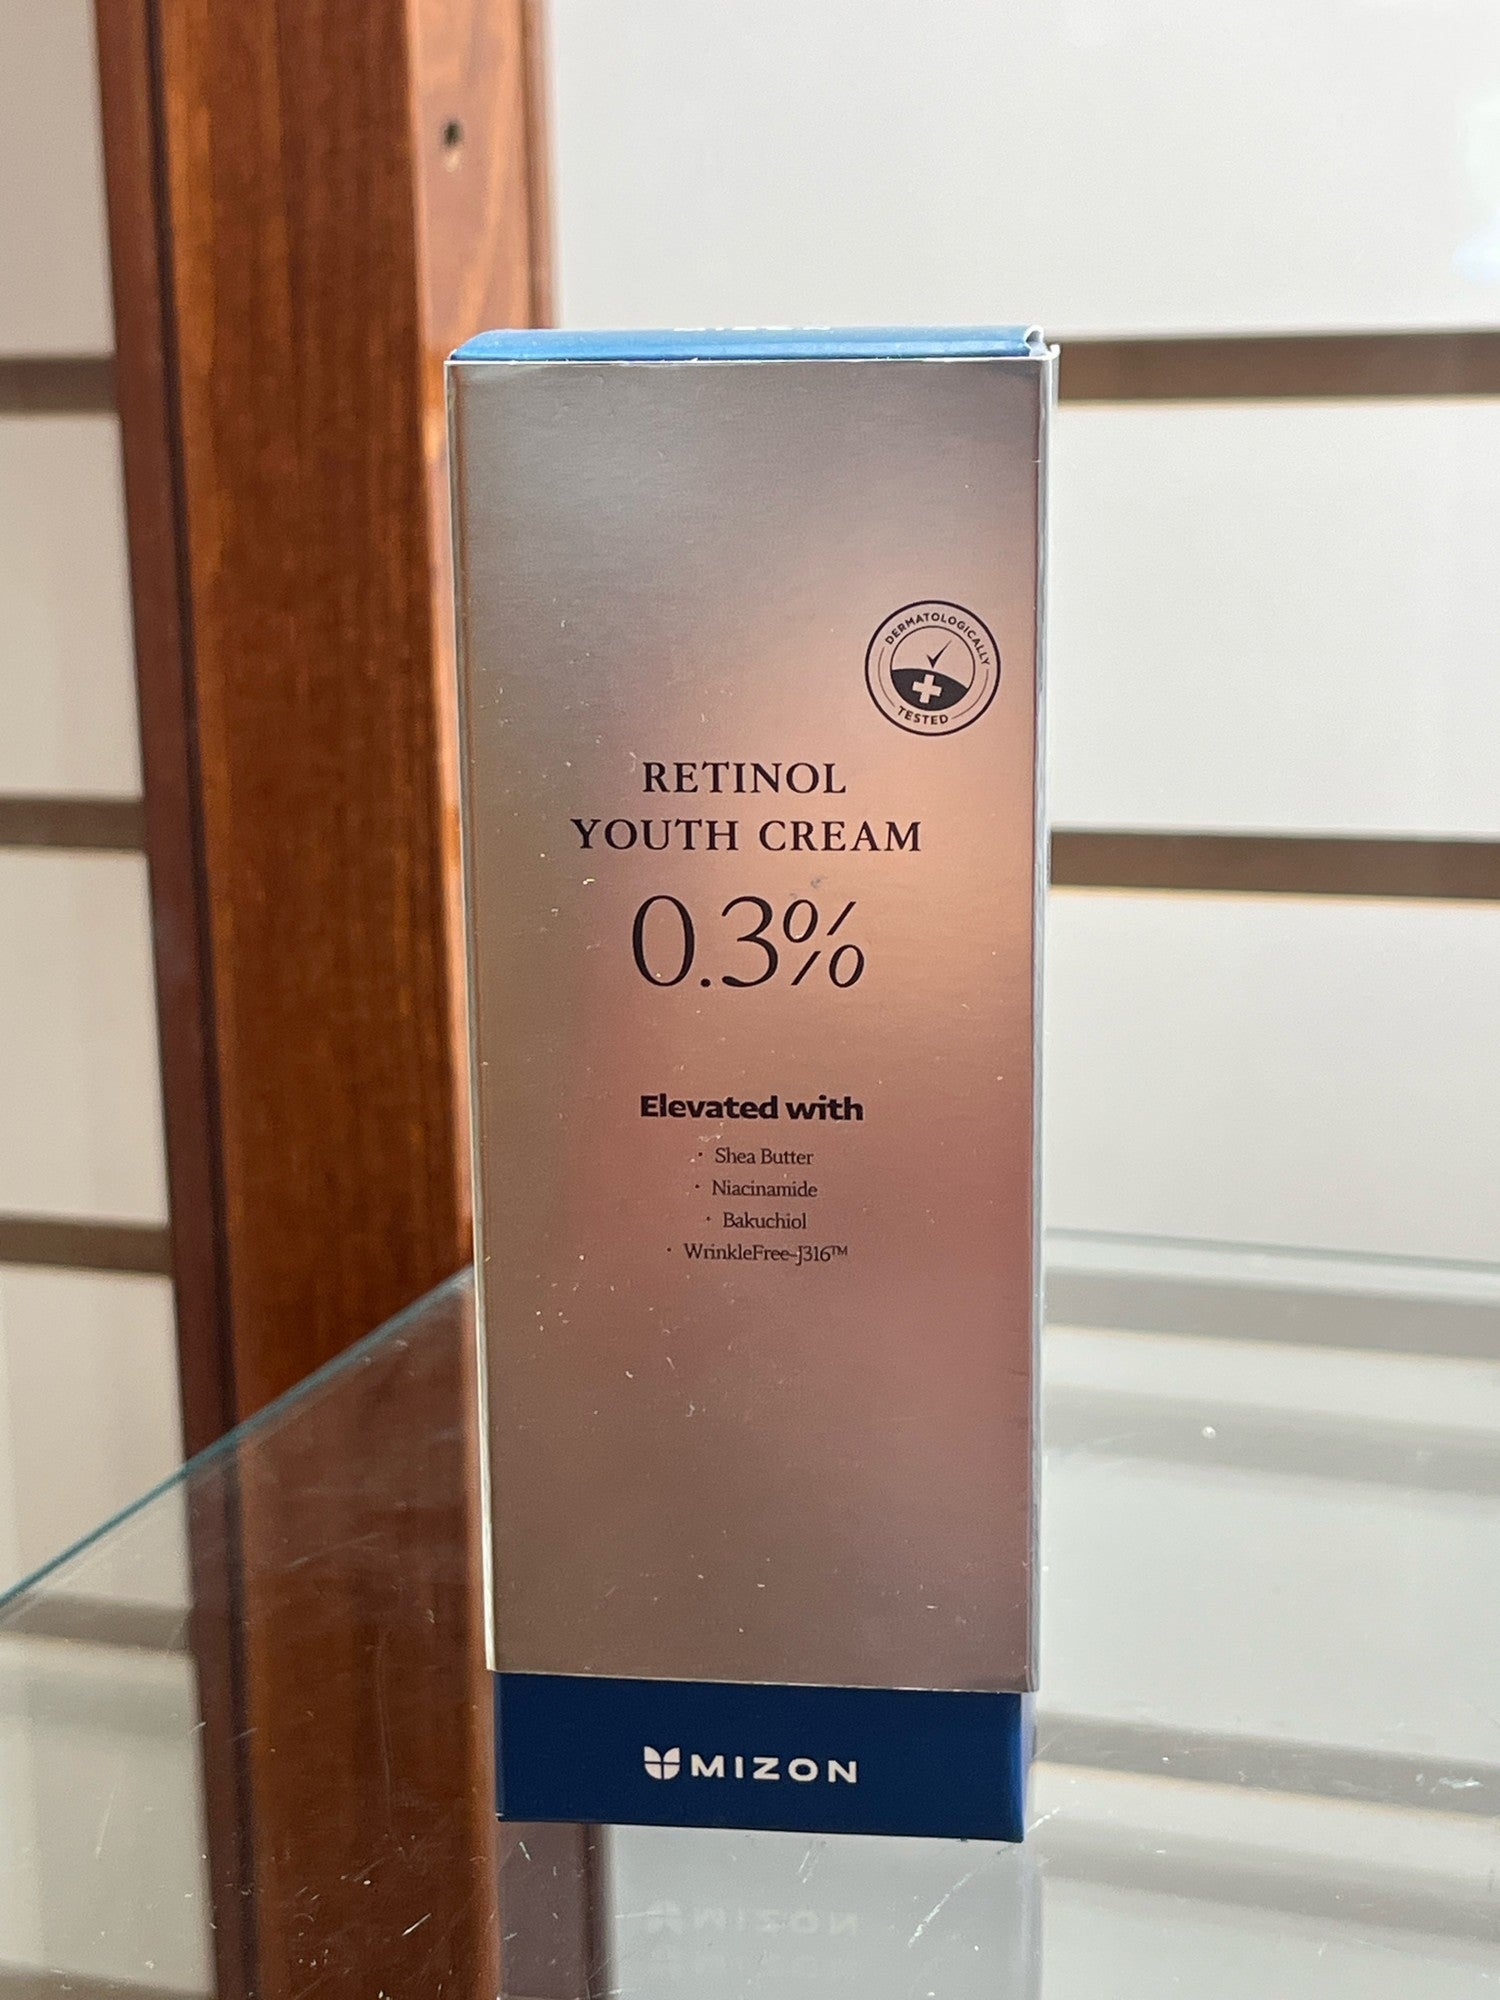 DERMATOLOGICALLY
TESTED
RETINOL
YOUTH CREAM
0.3%
Elevated with
· Shea Butter
· Niacinamide
· Bakuchiol
· WrinkleFree-J316™
MIZON